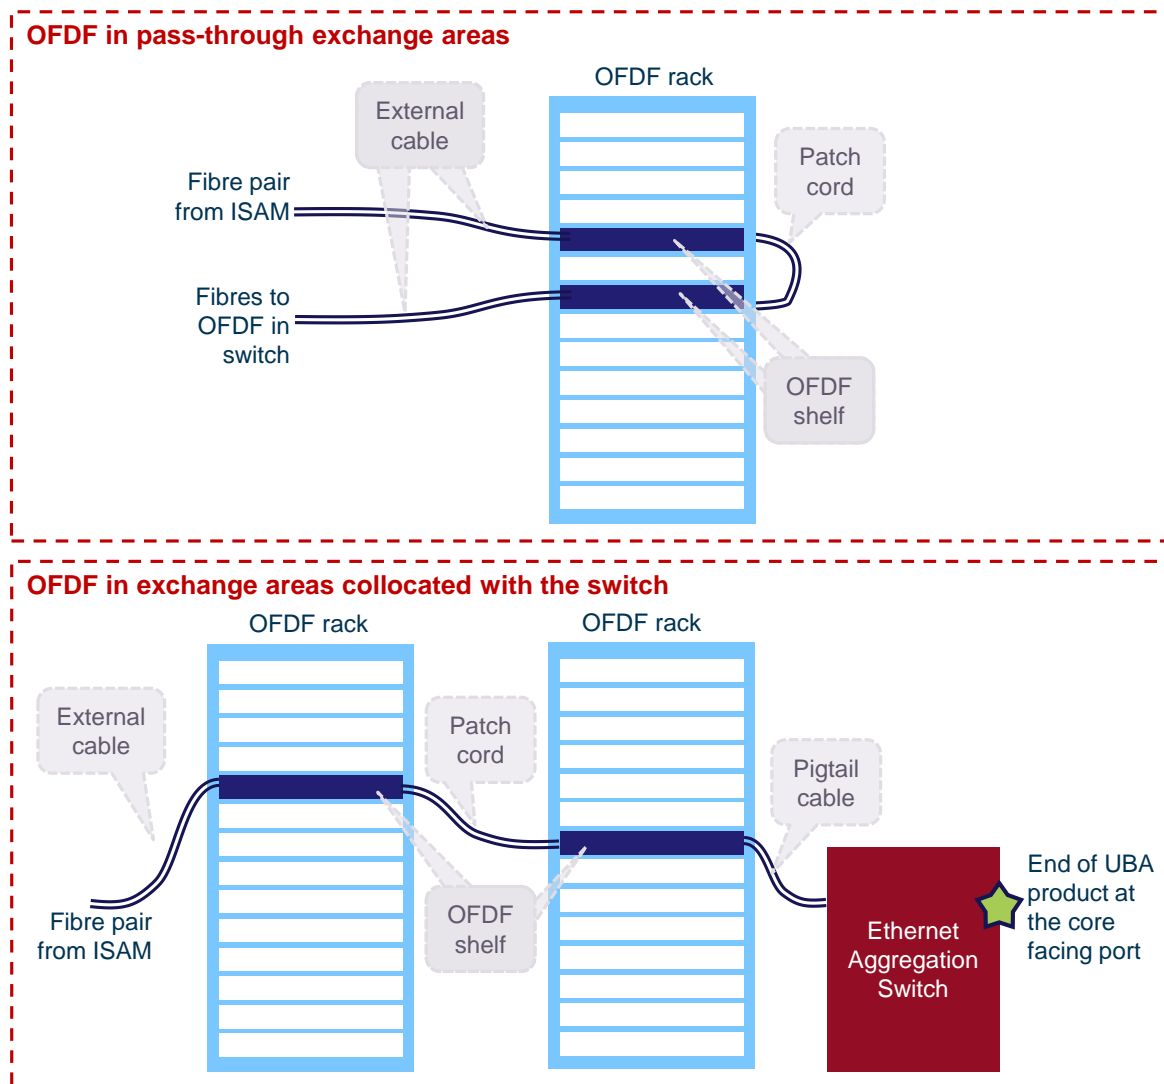 OFDF in pass-through exchange areas
OFDF rack
External
cable
Patch
cord
Fibre pair
from ISAM
Fibres to
OFDF in
switch
OFDF
shelf
OFDF in exchange areas collocated with the switch
OFDF rack
OFDF rack
External
cable
Patch
cord
Pigtail
cable
Fibre pair
from ISAM
OFDF
shelf
Ethernet
Aggregation
Switch
End of UBA
product at
the core
facing port